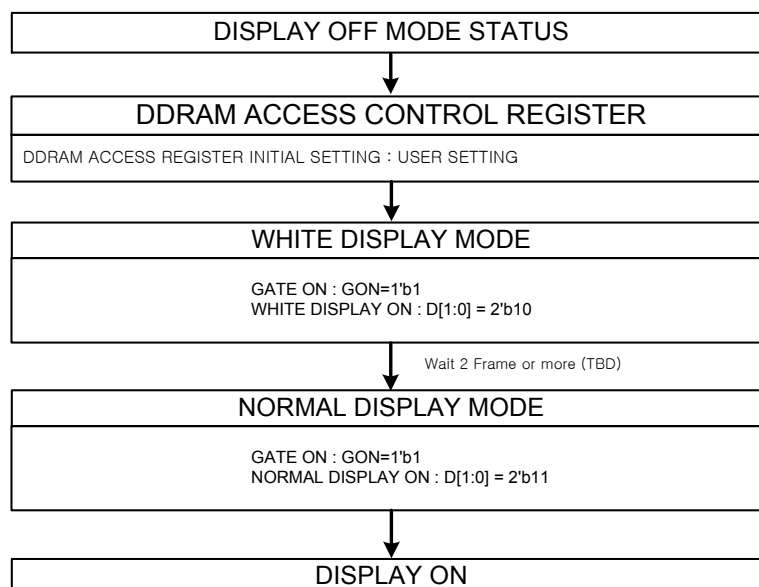 DISPLAY OFF MODE STATUS
DDRAM ACCESS CONTROL REGISTER
DDRAM ACCESS REGISTER INITIAL SETTING : USER SETTING
WHITE DISPLAY MODE
GATE ON : GON=1'b1
WHITE DISPLAY ON : D[1:0] = 2'b10
Wait 2 Frame or more (TBD)
NORMAL DISPLAY MODE
GATE ON : GON=1'b1
NORMAL DISPLAY ON : D[1:0] = 2'b11
DISPLAY ON